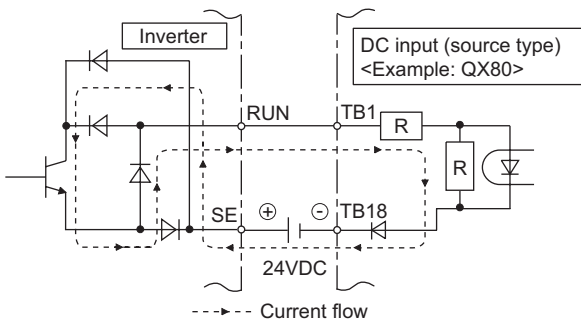 Inverter
DC input (source type)
<Example: QX80>
RUN
TB1
R
R
SE
⊕
⊖
TB18
24VDC
Current flow